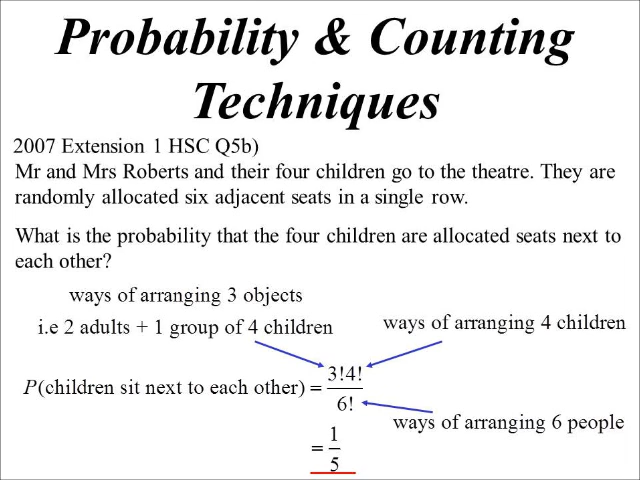 Probability & Counting
Techniques
2007 Extension 1 HSC Q5b)
Mr and Mrs Roberts and their four children go to the theatre. They are
randomly allocated six adjacent seats in a single row.
What is the probability that the four children are allocated seats next to
each other?
ways of arranging 3 objects
i.e 2 adults + 1 group of 4 children
ways of arranging 4 children
P(children sit next to each other) = 3!4!/6!
ways of arranging 6 people
= 1/5